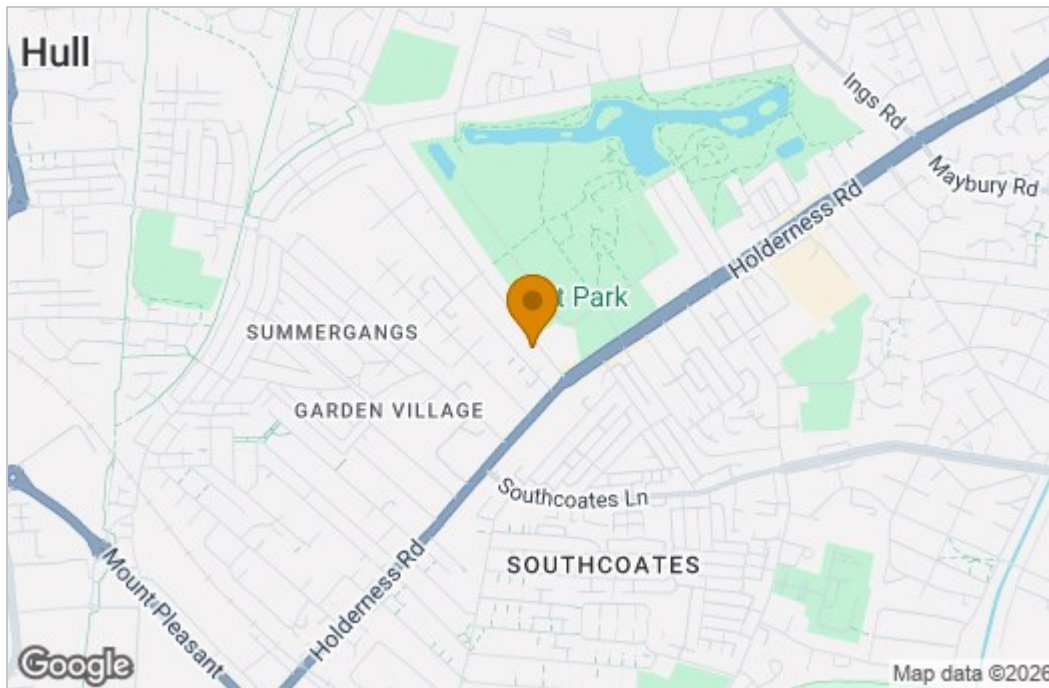 Hull
Ings Rd
Maybury Rd
Holderness Rd
t Park
SUMMERGANGS
GARDEN VILLAGE
Southcoates Ln
SOUTHCOATES
Holderness Rd
Mount Pleasant
Google
Map data ©2026